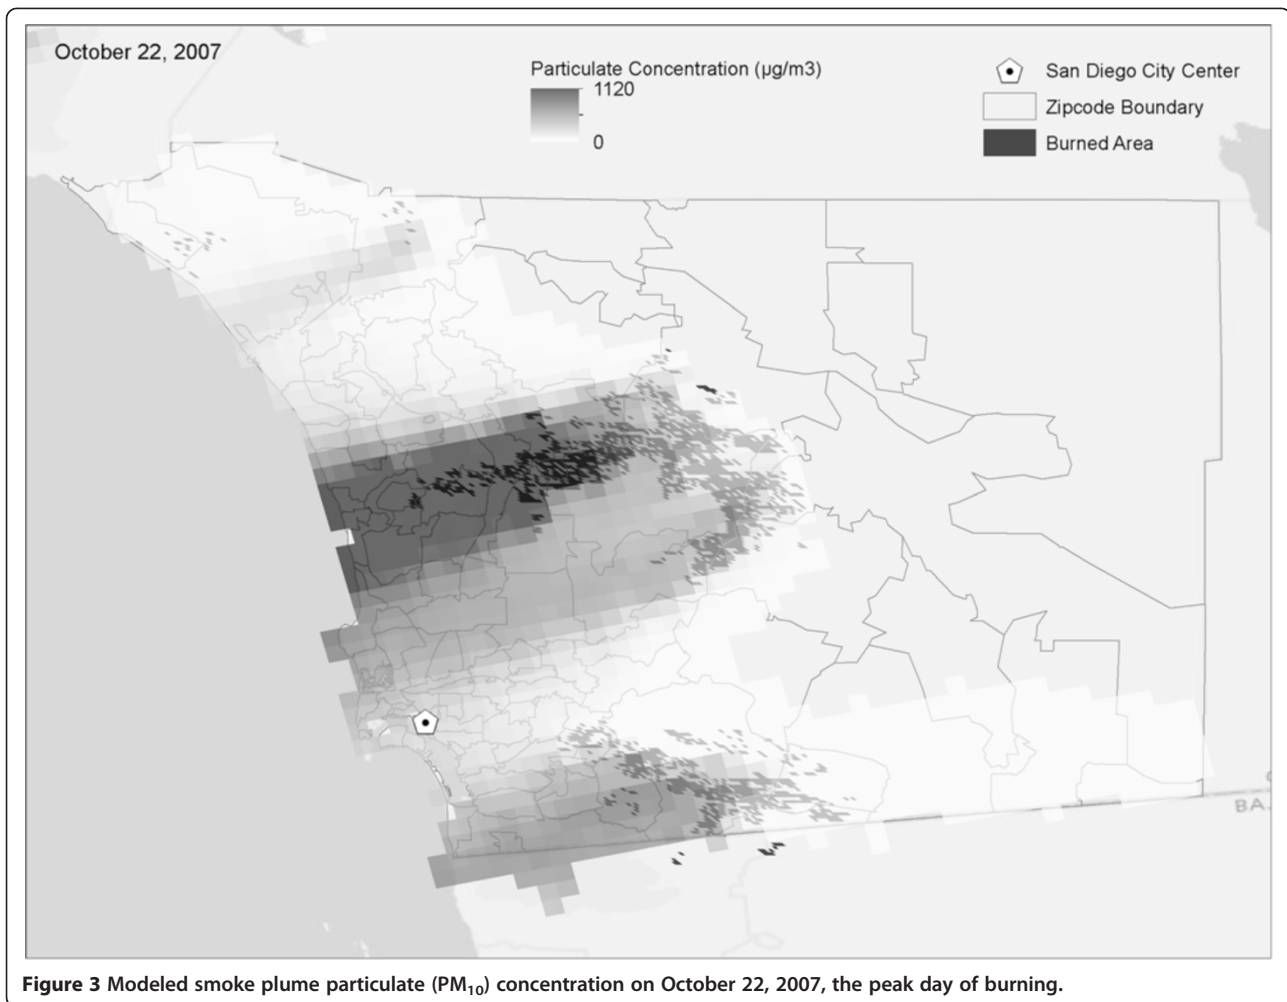 October 22, 2007
Particulate Concentration (µg/m3)
1120
0
San Diego City Center
Zipcode Boundary
Burned Area
BA.
Figure 3 Modeled smoke plume particulate (PM10) concentration on October 22, 2007, the peak day of burning.